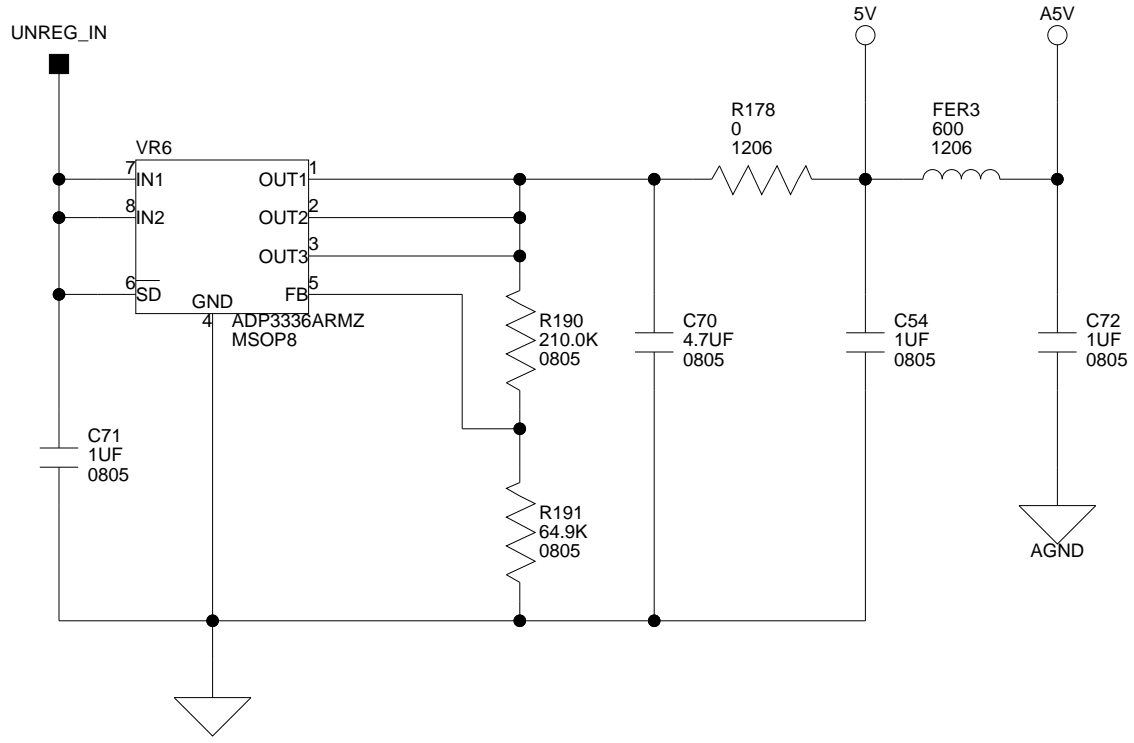 UNREG_IN
5V
A5V
R178
0
1206
FER3
600
1206
VR6
7
IN1
OUT1
1
8
IN2
OUT2
2
OUT3
3
6
SD
GND
4
FB
5
ADP3336ARMZ
MSOP8
R190
210.0K
0805
C70
4.7UF
0805
C54
1UF
0805
C72
1UF
0805
C71
1UF
0805
R191
64.9K
0805
AGND